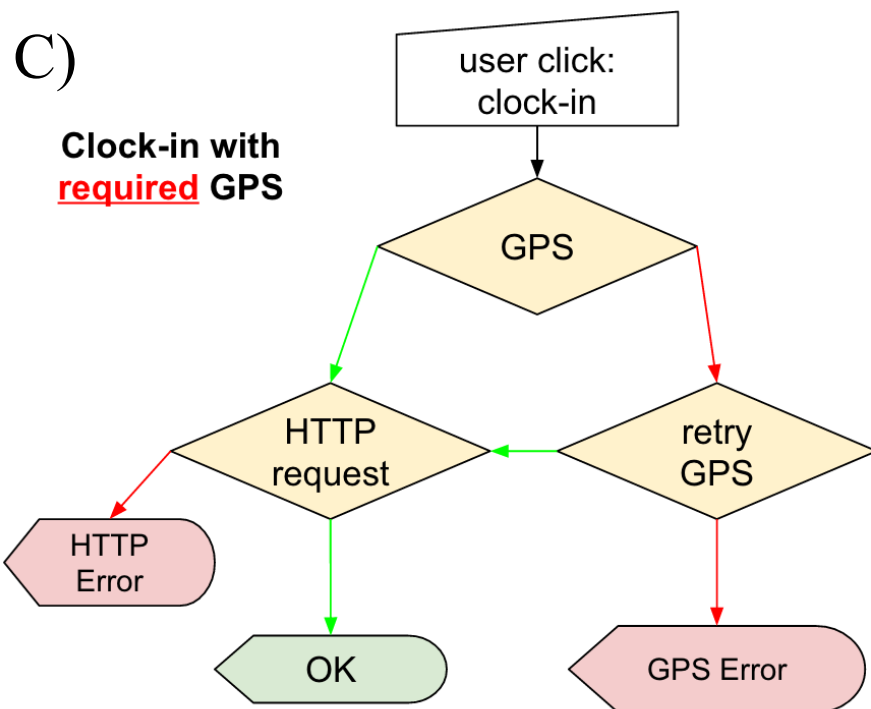 C)
user click:
clock-in
Clock-in with
required GPS
GPS
HTTP
request
retry
GPS
HTTP
Error
OK
GPS Error